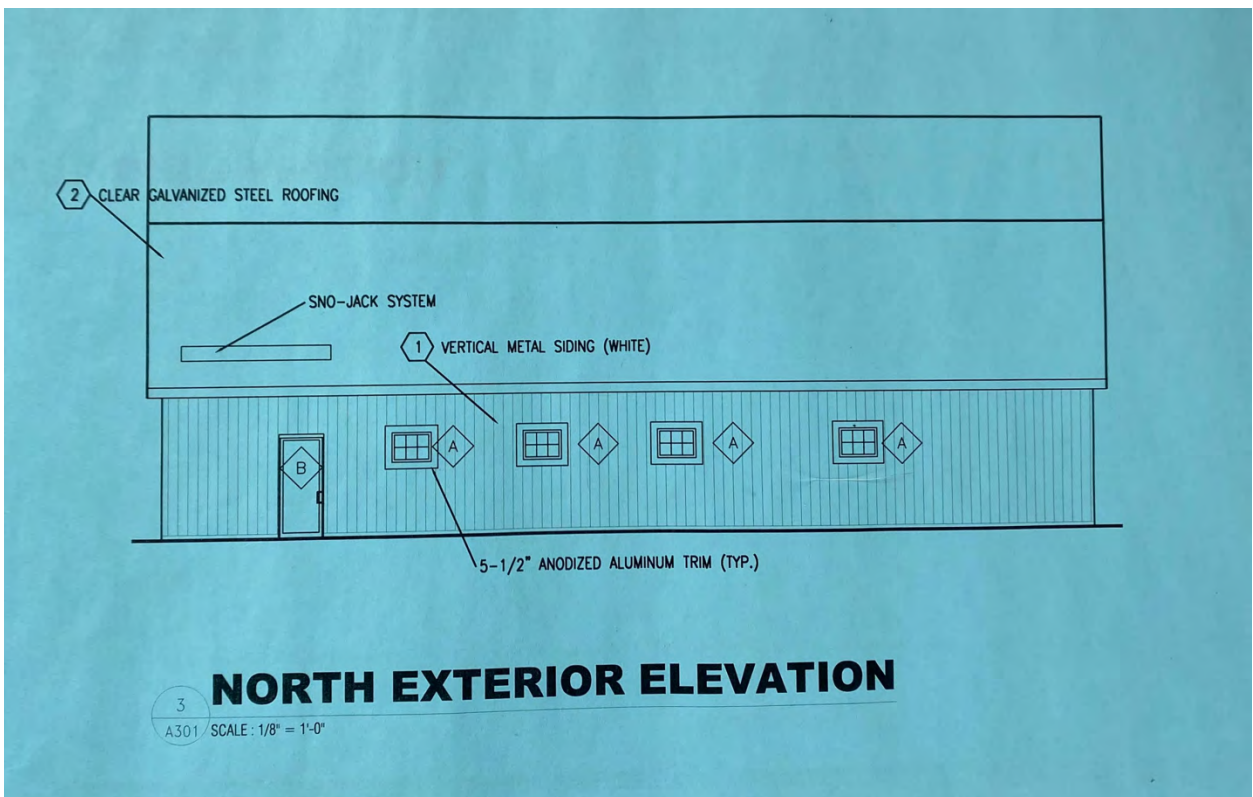 2 CLEAR GALVANIZED STEEL ROOFING
SNO-JACK SYSTEM
1 VERTICAL METAL SIDING (WHITE)
B
A
A
A
A
5-1/2" ANODIZED ALUMINUM TRIM (TYP.)
NORTH EXTERIOR ELEVATION
3
A301
SCALE : 1/8" = 1'-0"